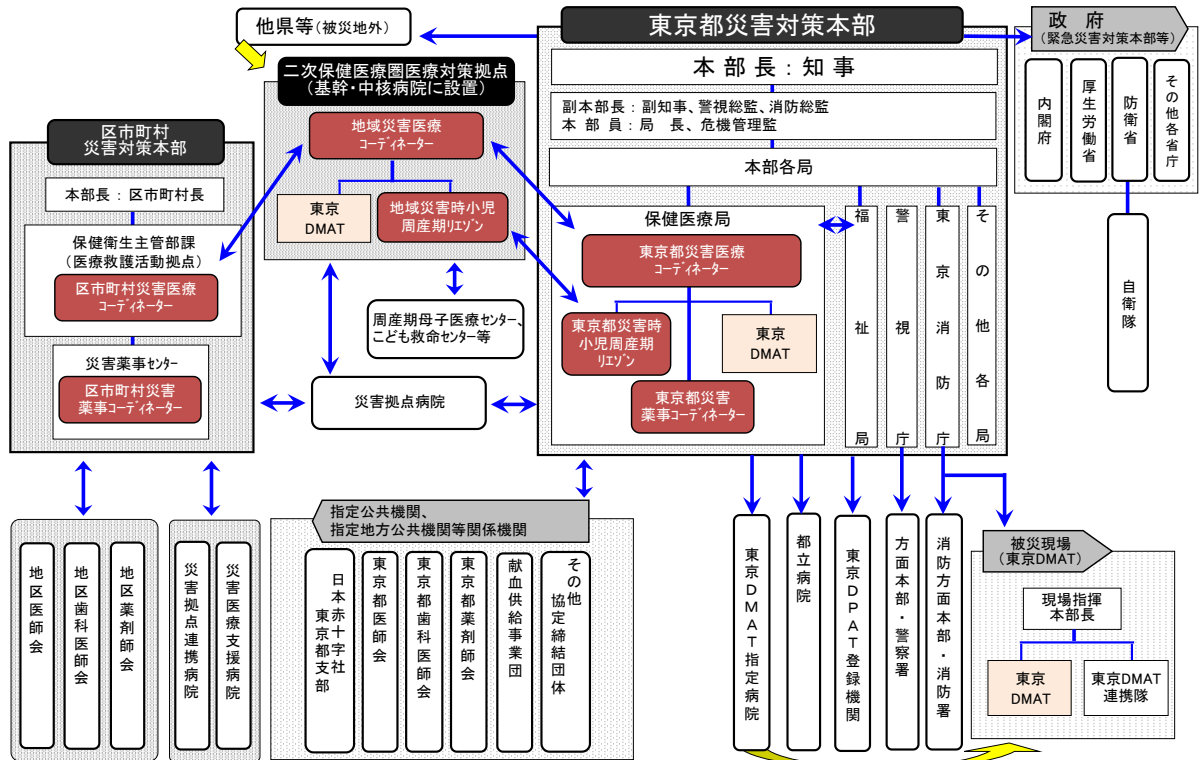 他県等(被災地外)
東京都災害対策本部
政 府
(緊急災害対策本部等)
内閣府
厚生労働省
防衛省
その他各省庁
自衛隊
本部長：知事
副本部長：副知事、警視総監、消防総監
本 部 員：局 長、危機管理監
本部各局
二次保健医療圏医療対策拠点
(基幹・中核病院に設置)
地域災害医療
コーディネーター
東京
DMAT
地域災害時小児
周産期リエゾン
区市町村
災害対策本部
本部長：区市町村長
保健衛生主管部課
(医療救護活動拠点)
区市町村災害医療
コーディネーター
災害薬事センター
区市町村災害
薬事コーディネーター
周産期母子医療センター、
こども救命センター等
災害拠点病院
保健医療局
東京都災害医療
コーディネーター
東京都災害時
小児周産期
リエゾン
東京
DMAT
東京都災害
薬事コーディネーター
福祉局
警視庁
東京消防庁
その他各局
地区医師会
地区歯科医師会
地区薬剤師会
災害拠点連携病院
災害医療支援病院
指定公共機関、
指定地方公共機関等関係機関
日本赤十字社
東京都支部
東京都医師会
東京都歯科医師会
東京都薬剤師会
献血供給事業団
その他
協定締結団体
東京DMAT指定病院
都立病院
東京DPAT登録機関
方面本部・警察署
消防方面本部・消防署
被災現場
(東京DMAT)
現場指揮
本部長
東京
DMAT
東京DMAT
連携隊